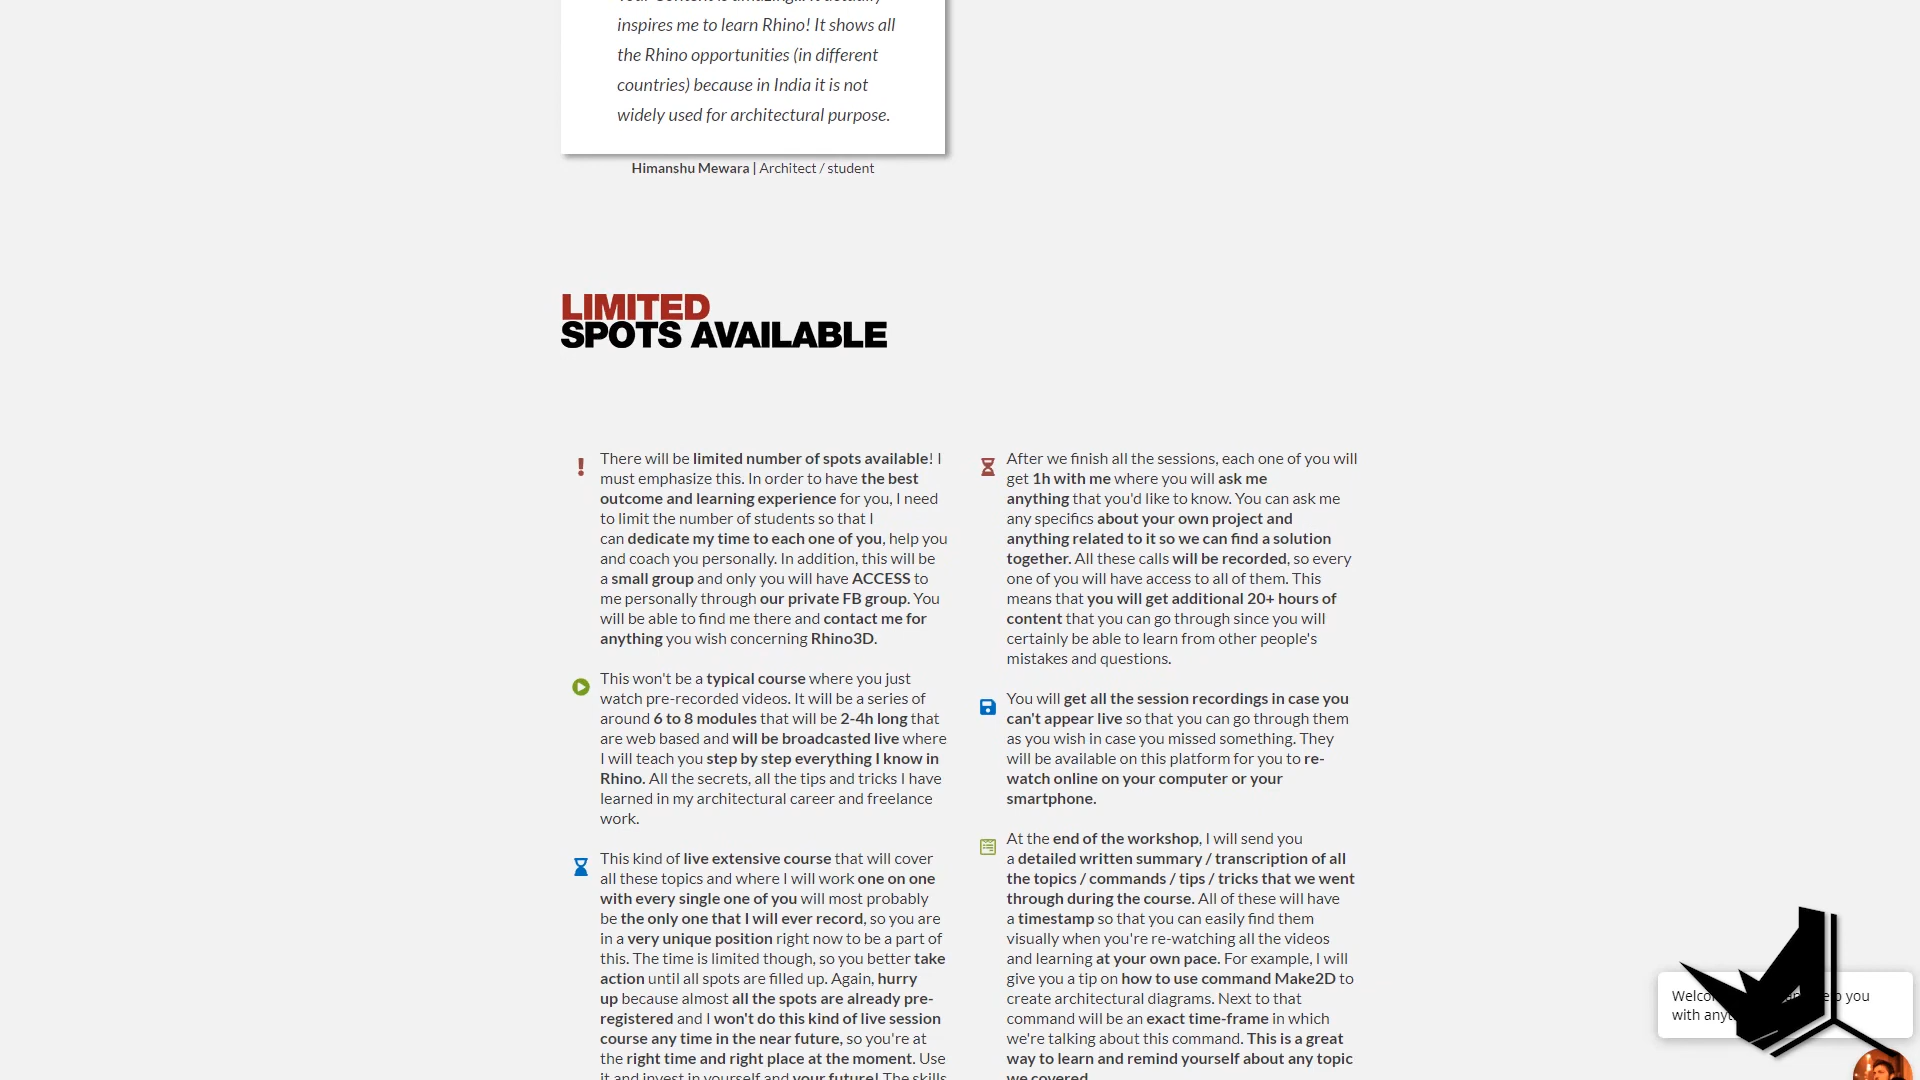 inspires me to learn Rhino! It shows all
the Rhino opportunities (in different
countries) because in India it is not
widely used for architectural purpose.
Himanshu Mewara | Architect / student
LIMITED
SPOTS AVAILABLE
There will be limited number of spots available! I
must emphasize this. In order to have the best
outcome and learning experience for you, I need
to limit the number of students so that I
can dedicate my time to each one of you, help you
and coach you personally. In addition, this will be
a small group and only you will have ACCESS to
me personally through our private FB group. You
will be able to find me there and contact me for
anything you wish concerning Rhino3D.
This won't be a typical course where you just
watch pre-recorded videos. It will be a series of
around 6 to 8 modules that will be 2-4h long that
are web based and will be broadcasted live where
I will teach you step by step everything I know in
Rhino. All the secrets, all the tips and tricks I have
learned in my architectural career and freelance
work.
This kind of live extensive course that will cover
all these topics and where I will work one on one
with every single one of you will most probably
be the only one that I will ever record, so you are
in a very unique position right now to be a part of
this. The time is limited though, so you better take
action until all spots are filled up. Again, hurry
up because almost all the spots are already pre-
registered and I won't do this kind of live session
course any time in the near future, so you're at
the right time and right place at the moment. Use
it and invest in yourself and your future! The skills
After we finish all the sessions, each one of you will
get 1h with me where you will ask me
anything that you'd like to know. You can ask me
any specifics about your own project and
anything related to it so we can find a solution
together. All these calls will be recorded, so every
one of you will have access to all of them. This
means that you will get additional 20+ hours of
content that you can go through since you will
certainly be able to learn from other people's
mistakes and questions.
You will get all the session recordings in case you
can't appear live so that you can go through them
as you wish in case you missed something. They
will be available on this platform for you to re-
watch online on your computer or your
smartphone.
At the end of the workshop, I will send you
a detailed written summary / transcription of all
the topics / commands / tips / tricks that we went
through during the course. All of these will have
a timestamp so that you can easily find them
visually when you're re-watching all the videos
and learning at your own pace. For example, I will
give you a tip on how to use command Make2D to
create architectural diagrams. Next to that
command will be an exact time-frame in which
we're talking about this command. This is a great
way to learn and remind yourself about any topic
we covered.
you
with